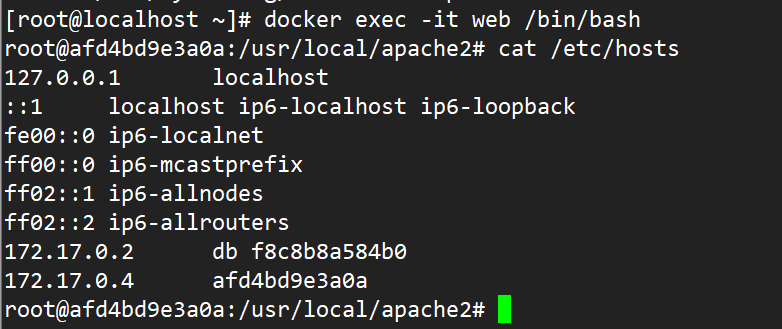 [root@localhost ~]# docker exec -it web /bin/bash
root@afd4bd9e3a0a:/usr/local/apache2# cat /etc/hosts
127.0.0.1       localhost
::1     localhost ip6-localhost ip6-loopback
fe00::0 ip6-localnet
ff00::0 ip6-mcastprefix
ff02::1 ip6-allnodes
ff02::2 ip6-allrouters
172.17.0.2      db f8c8b8a584b0
172.17.0.4      afd4bd9e3a0a
root@afd4bd9e3a0a:/usr/local/apache2#